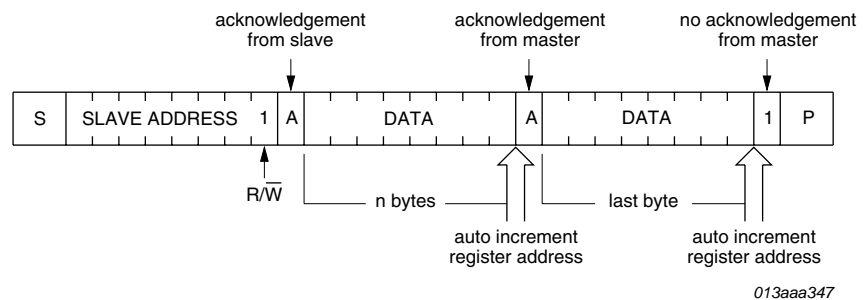 acknowledgement
from slave
acknowledgement
from master
no acknowledgement
from master
S SLAVE ADDRESS 1 A DATA A DATA 1 P
R/W̅
n bytes
last byte
auto increment
register address
auto increment
register address
013aaa347